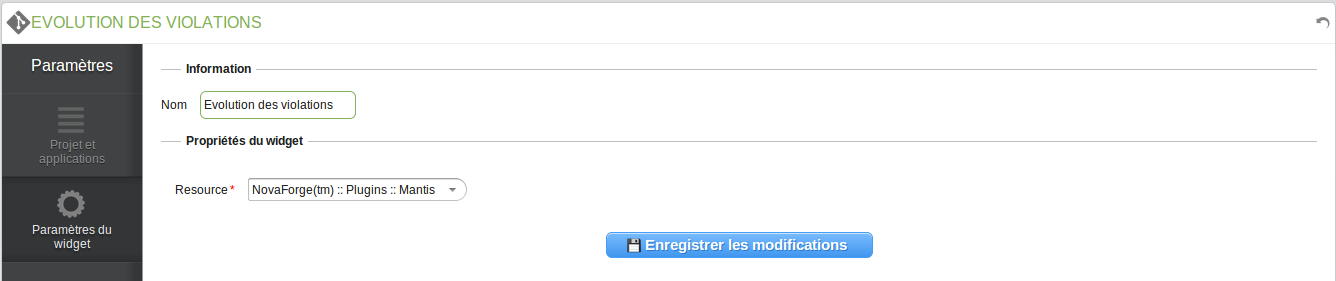 EVOLUTION DES VIOLATIONS
Paramètres
Projet et
applications
Paramètres du
widget
Information
Nom Evolution des violations
Propriétés du widget
Resource* NovaForge(tm) :: Plugins :: Mantis
Enregistrer les modifications